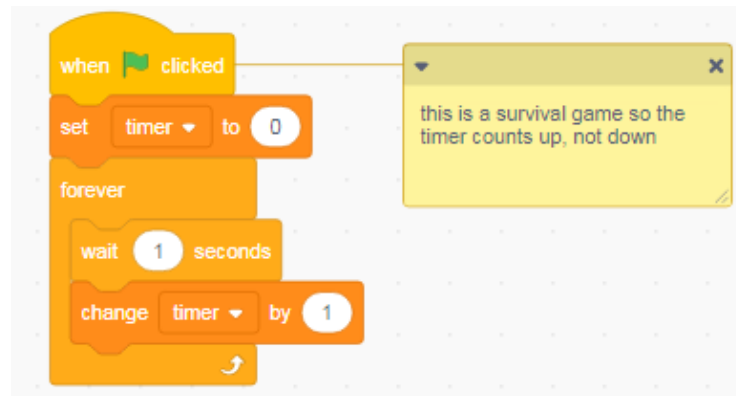 when clicked
set timer to 0
forever
wait 1 seconds
change timer by 1
this is a survival game so the
timer counts up, not down